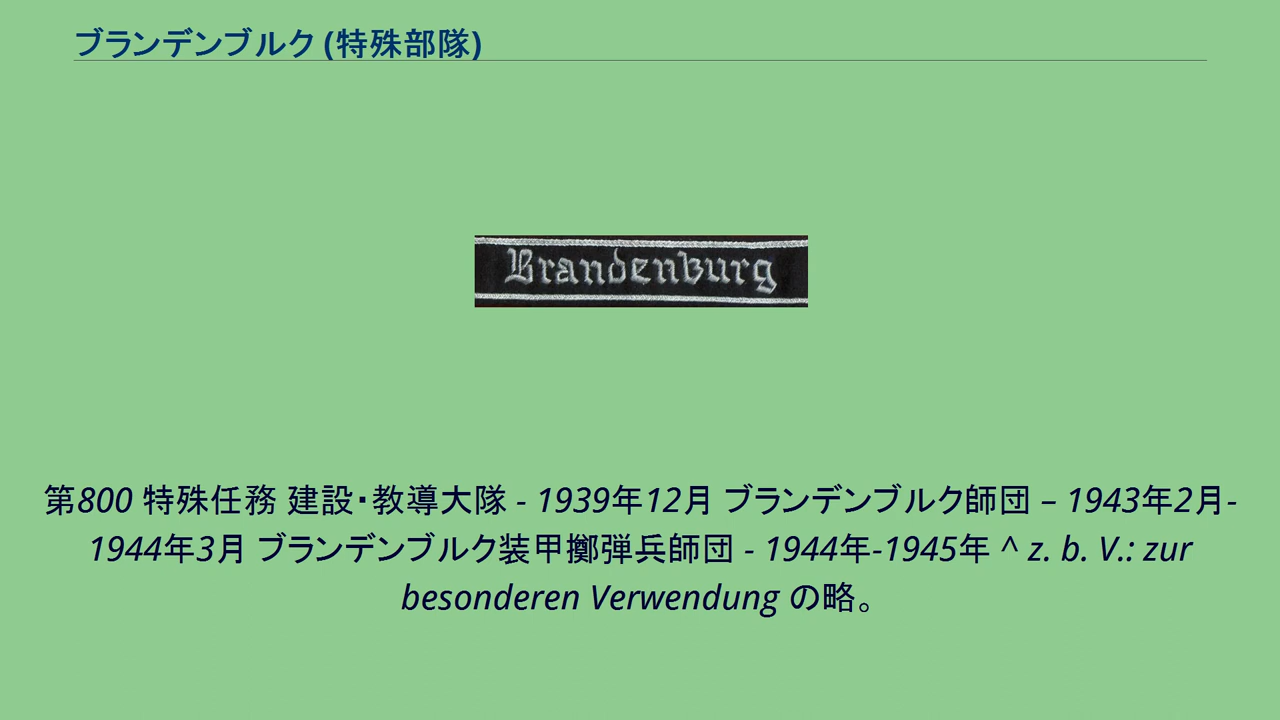 ブランデンブルク (特殊部隊)
Brandenburg
第800 特殊任務 建設・教導大隊 - 1939年12月 ブランデンブルク師団 – 1943年2月-
1944年3月 ブランデンブルク装甲擲弾兵師団 - 1944年-1945年 ^ z. b. V.: zur
besonderen Verwendung の略。